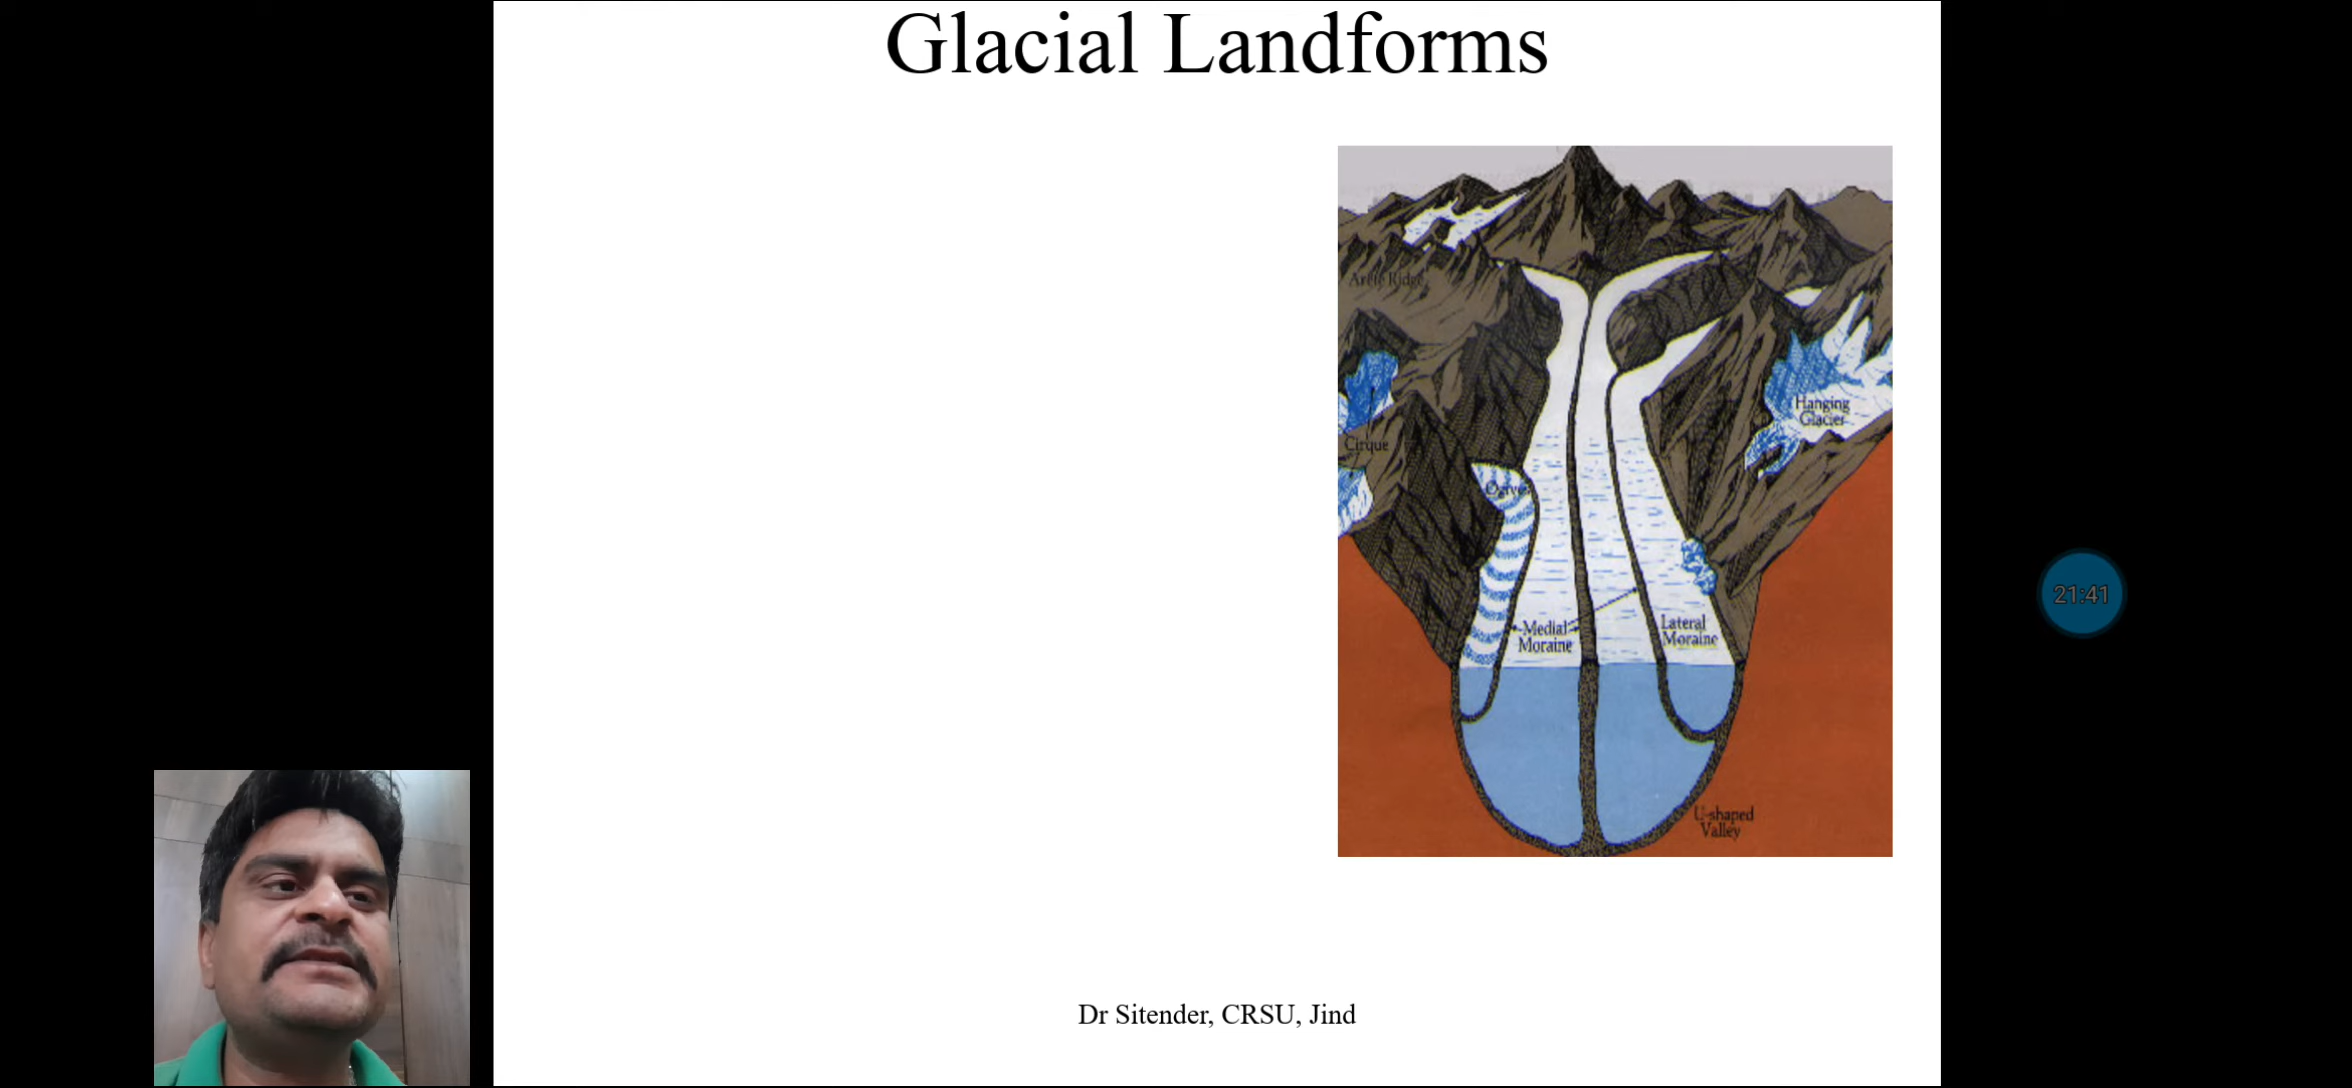 Glacial Landforms
Arete Ridge
Hanging
Glacier
Cirque
Ogive
Medial
Moraine
Lateral
Moraine
21:41
U-shaped
Valley
Dr Sitender, CRSU, Jind